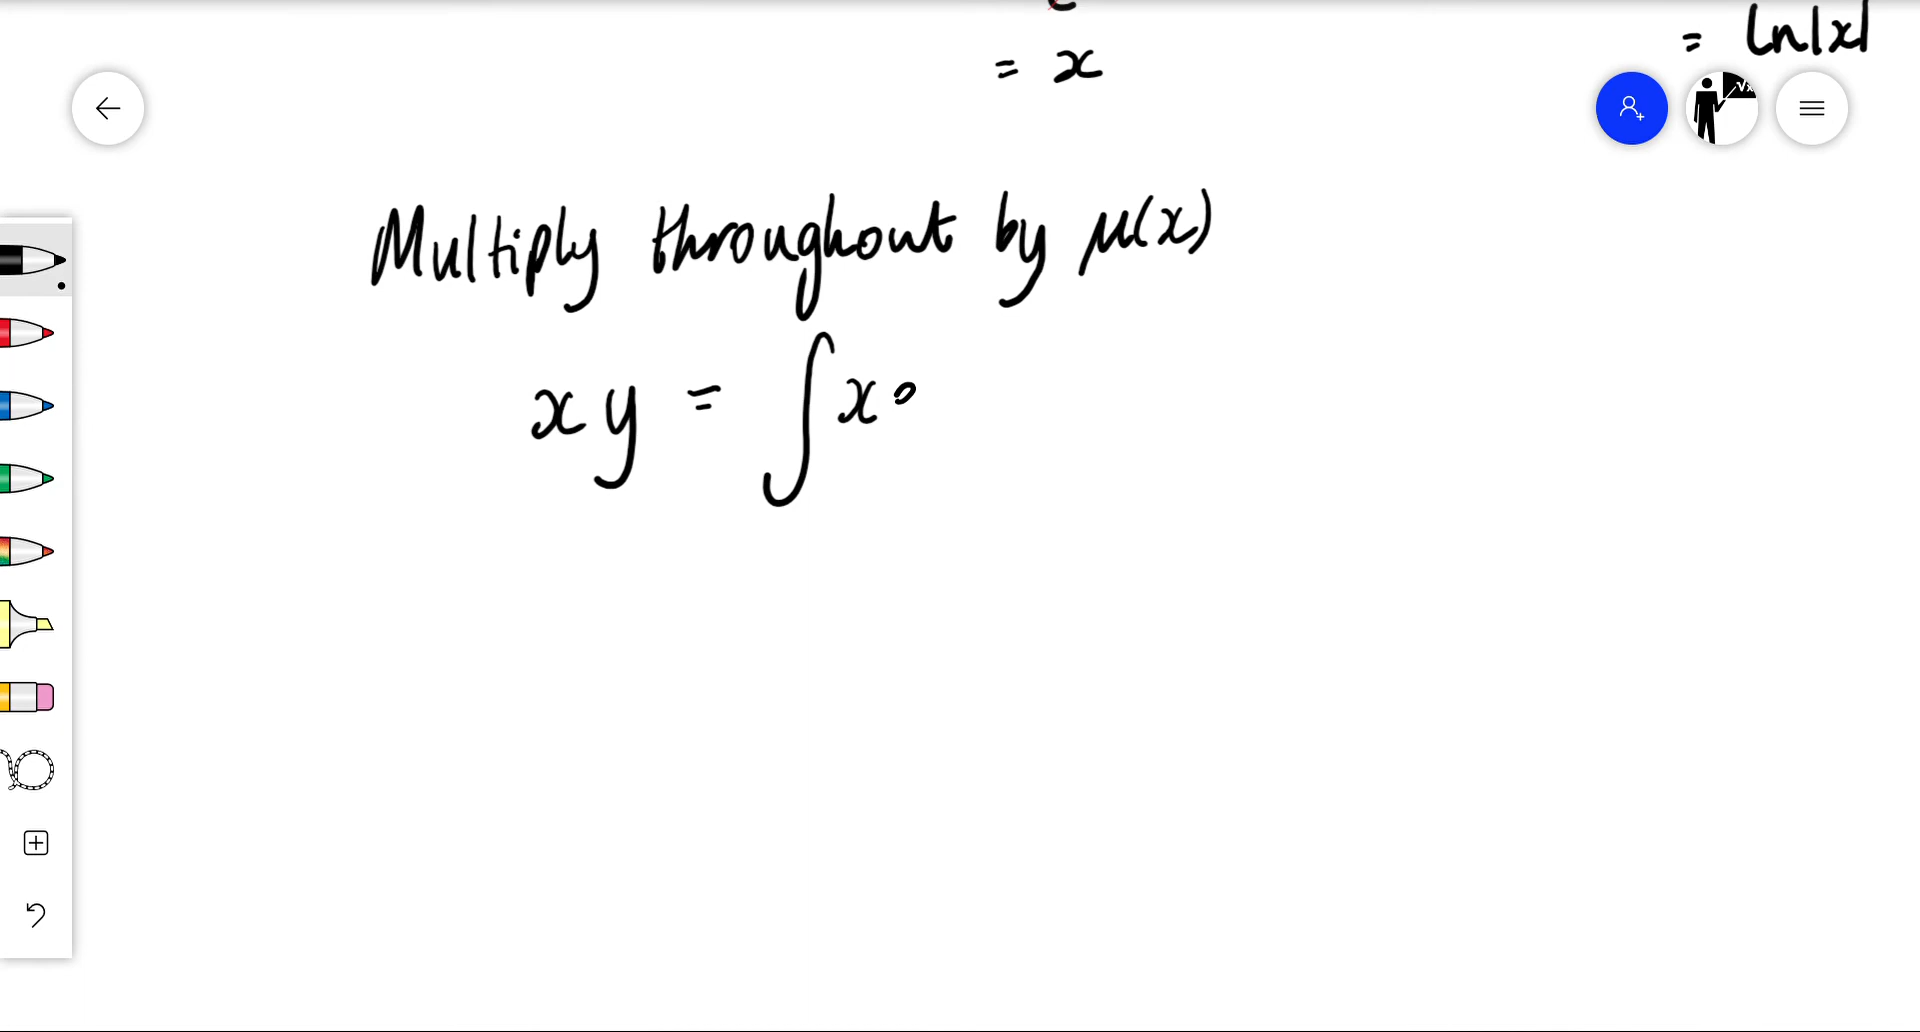 = x
= ln|x|
√x
Multiply throughout by μ(x)
xy = ∫x